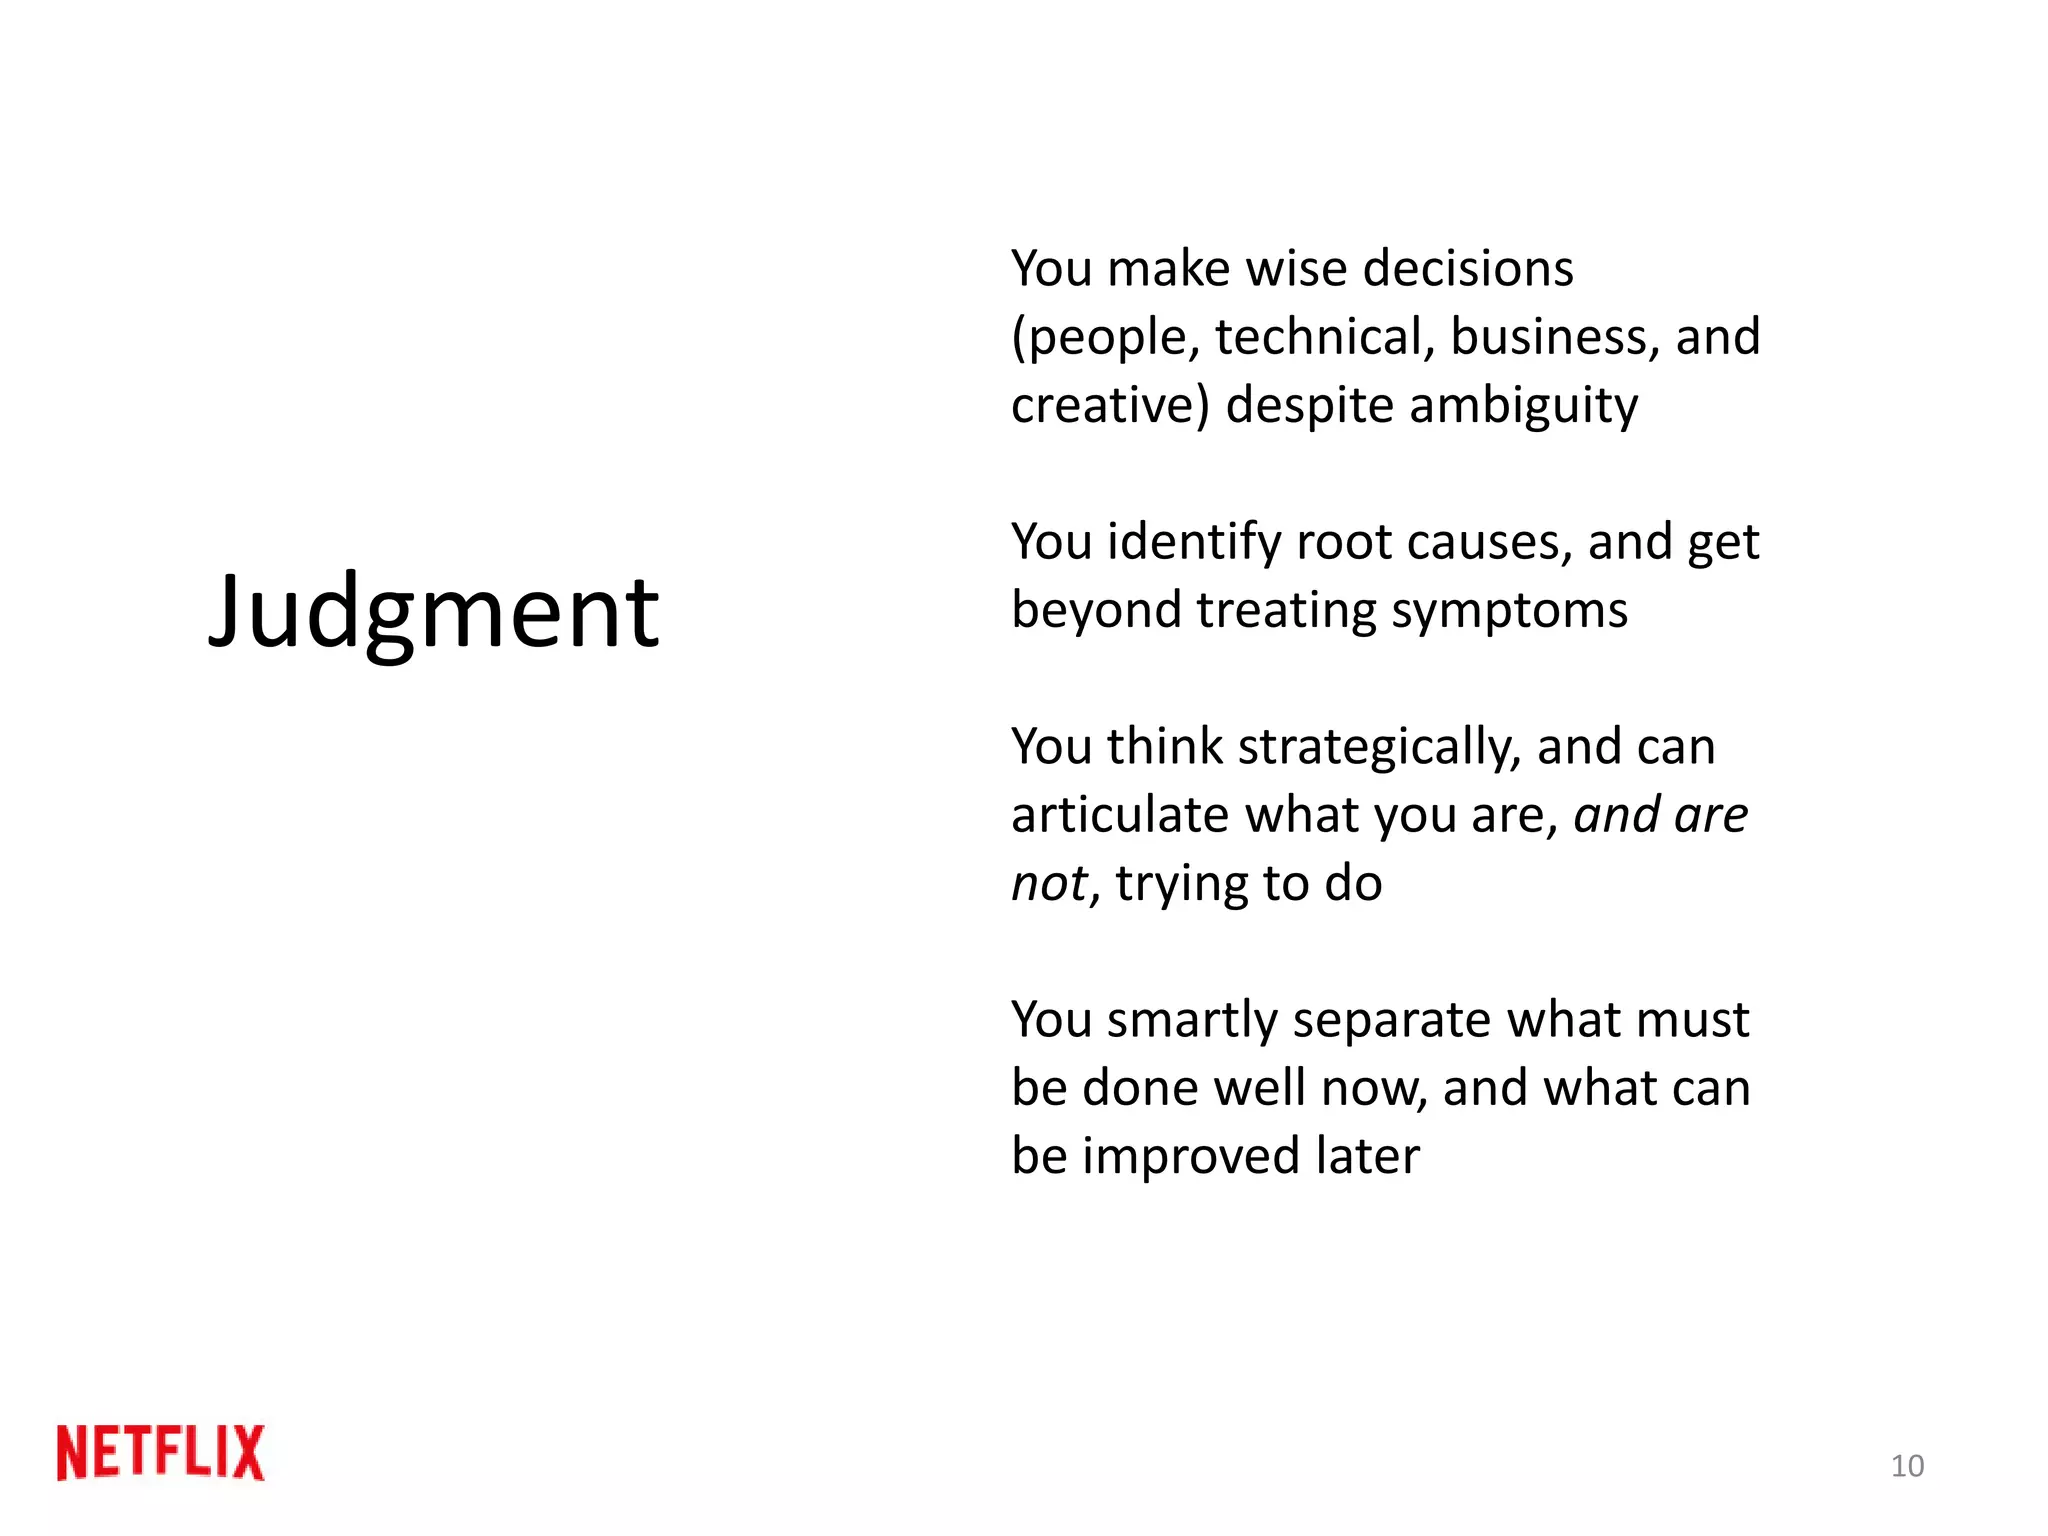 Judgment
You make wise decisions
(people, technical, business, and
creative) despite ambiguity
You identify root causes, and get
beyond treating symptoms
You think strategically, and can
articulate what you are, and are
not, trying to do
You smartly separate what must
be done well now, and what can
be improved later
NETFLIX
10